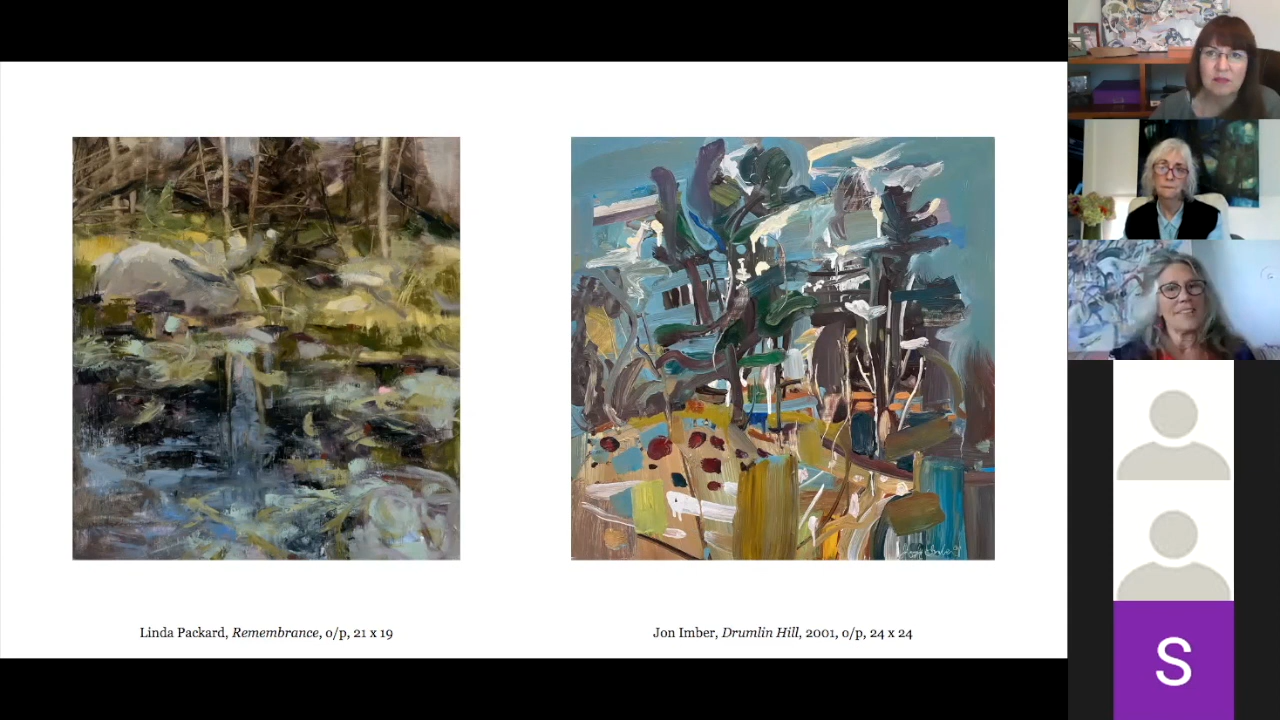 Linda Packard, Remembrance, o/p, 21 x 19
Jon Imber, Drumlin Hill, 2001, o/p, 24 x 24
S